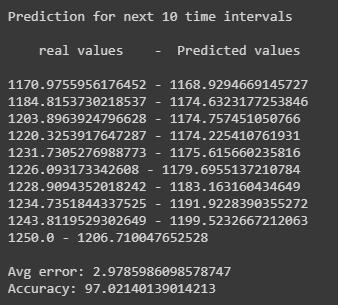 Prediction for next 10 time intervals
real values - Predicted values
1170.9755956176452 - 1168.9294669145727
1184.8153730218537 - 1174.6323177253846
1203.8963924796628 - 1174.757451050766
1220.3253917647287 - 1174.225410761931
1231.7305276988773 - 1175.615660235816
1226.093173342608 - 1179.6955137210784
1228.9094352018242 - 1183.163160434649
1234.7351844337525 - 1191.9228390355272
1243.8119529302649 - 1199.5232667212063
1250.0 - 1206.710047652528
Avg error: 2.9785986098578747
Accuracy: 97.02140139014213